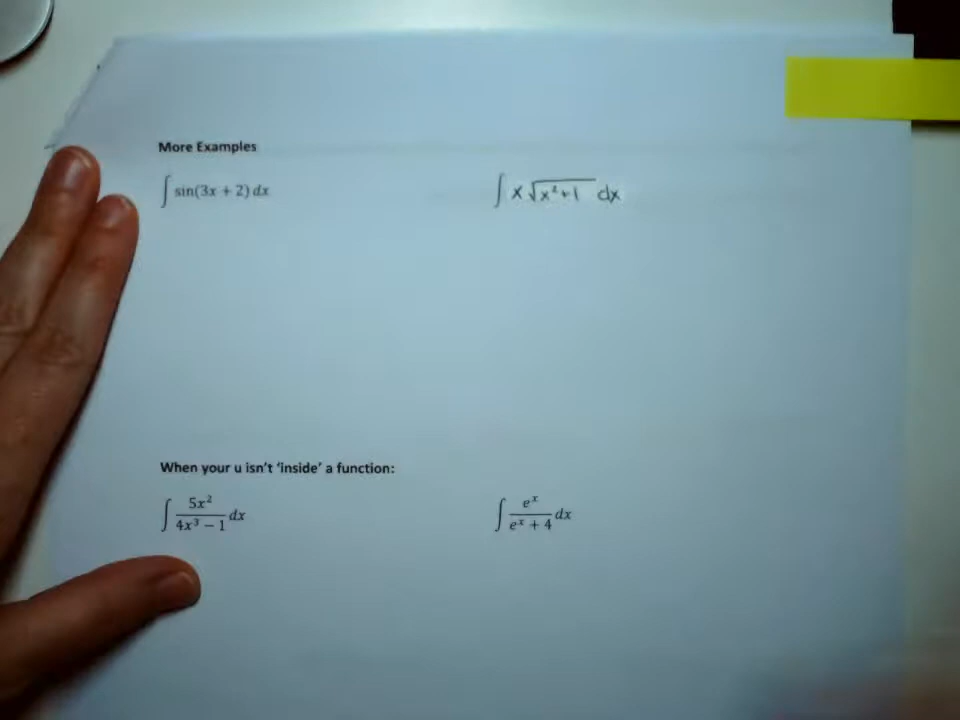 More Examples
∫ sin(3x + 2) dx
∫ x √(x²+1) dx
When your u isn't 'inside' a function:
∫ 5x²/(4x³ − 1) dx
∫ eˣ/(eˣ + 4) dx